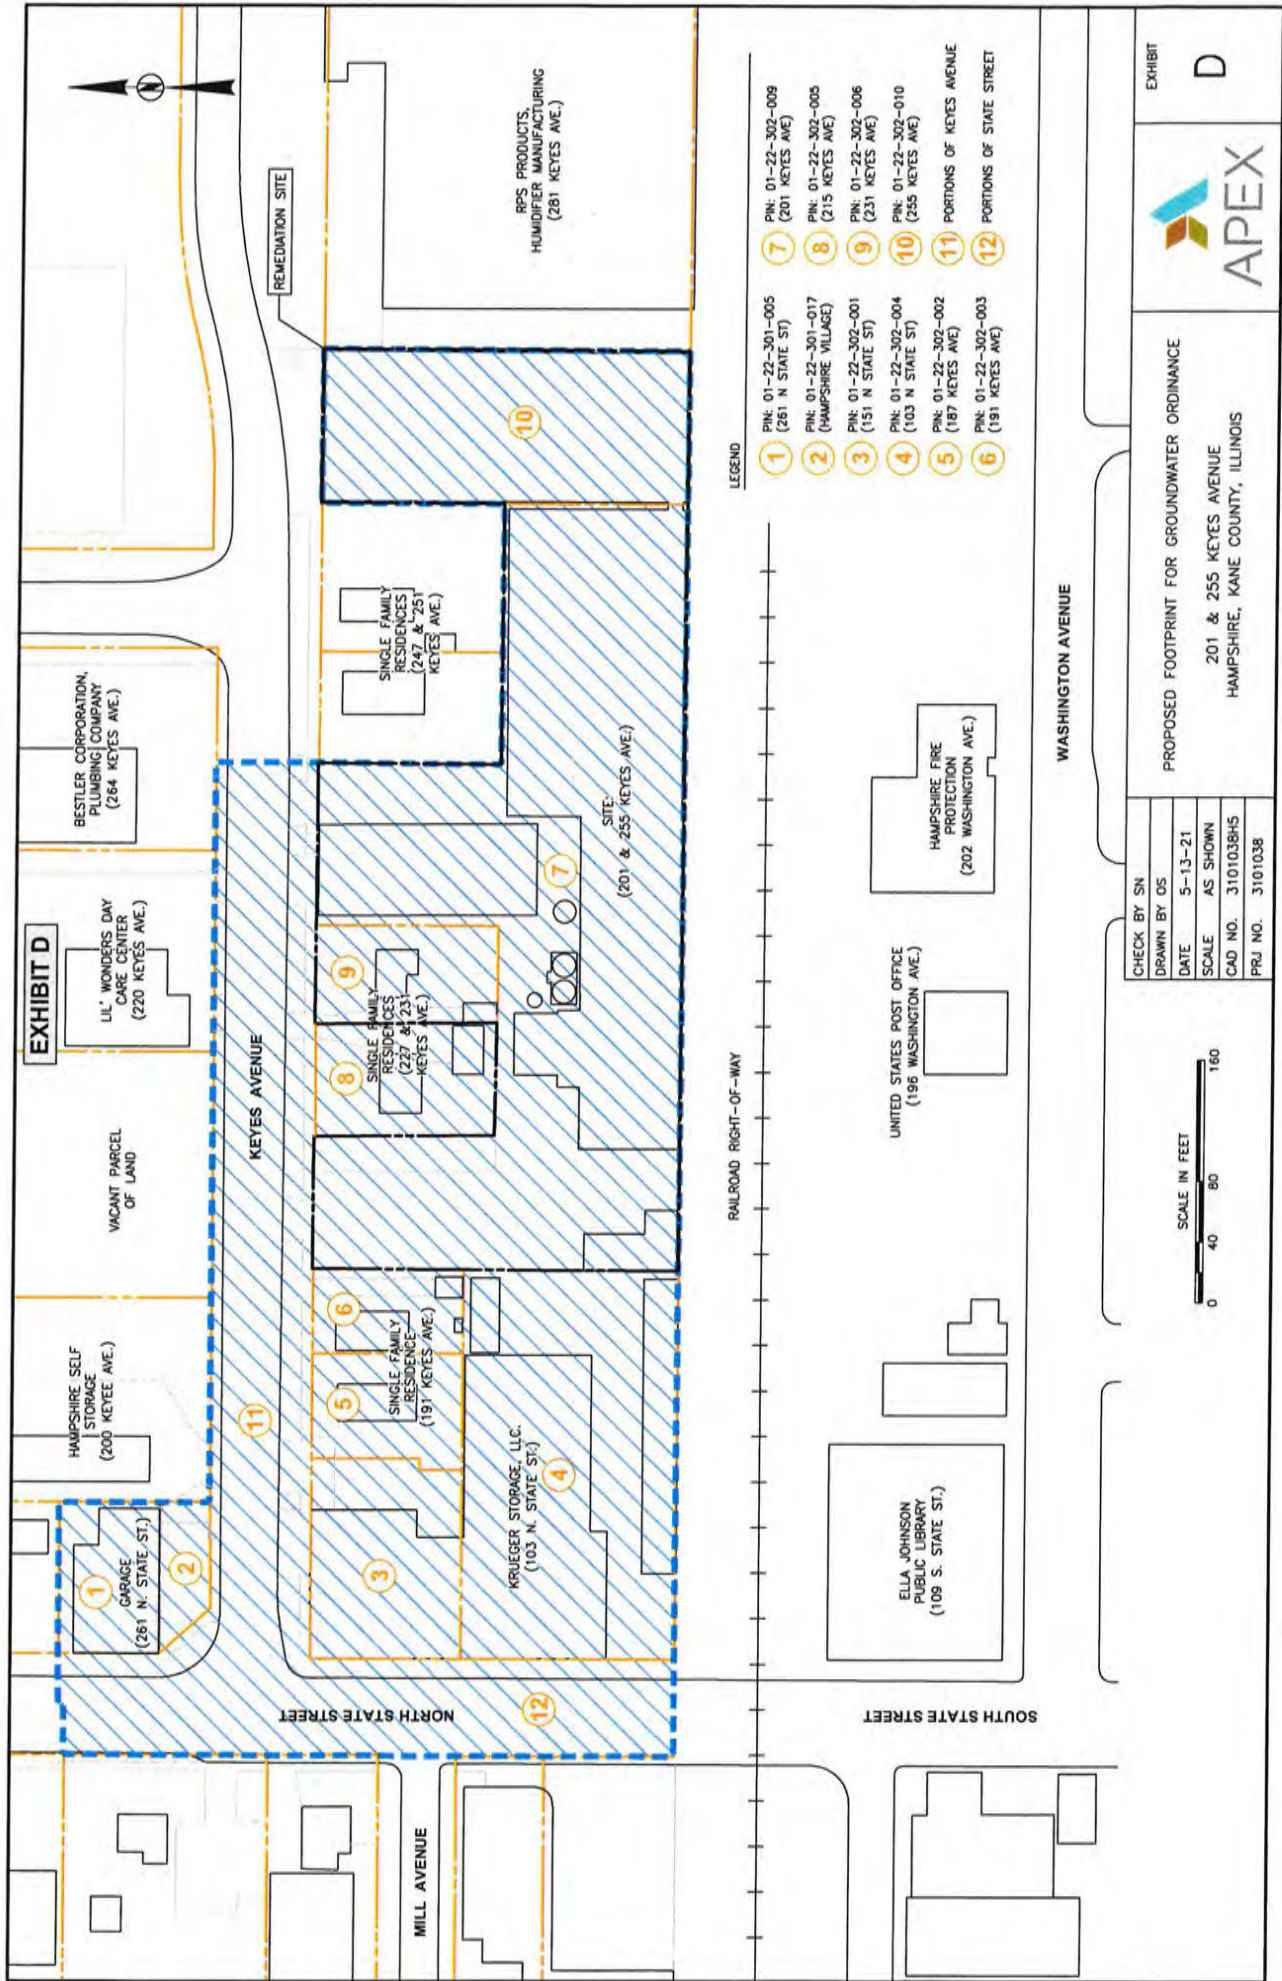 EXHIBIT D
REMEDIATION SITE
HAMPSHIRE SELF
STORAGE
(200 KEYEE AVE.)
VACANT PARCEL
OF LAND
LIL' WONDERS DAY
CARE CENTER
(220 KEYES AVE.)
BESTLER CORPORATION,
PLUMBING COMPANY
(264 KEYES AVE.)
1
GARAGE
(261 N. STATE ST.)
2
11
KEYES AVENUE
RPS PRODUCTS,
HUMIDIFIER MANUFACTURING
(281 KEYES AVE.)
NORTH STATE STREET
MILL AVENUE
3
5
6
SINGLE FAMILY
RESIDENCE
(191 KEYES AVE.)
8
9
SINGLE FAMILY
RESIDENCES
(227 & 231
KEYES AVE.)
SINGLE FAMILY
RESIDENCES
(247 & 251
KEYES AVE.)
10
12
KRUEGER STORAGE, LLC.
(103 N. STATE ST.)
4
7
SITE:
(201 & 255 KEYES AVE.)
RAILROAD RIGHT-OF-WAY
SOUTH STATE STREET
ELLA JOHNSON
PUBLIC LIBRARY
(109 S. STATE ST.)
UNITED STATES POST OFFICE
(196 WASHINGTON AVE.)
HAMPSHIRE FIRE
PROTECTION
(202 WASHINGTON AVE.)
WASHINGTON AVENUE
LEGEND
1 PIN: 01-22-301-005
(261 N STATE ST)
2 PIN: 01-22-301-017
(HAMPSHIRE VILLAGE)
3 PIN: 01-22-302-001
(151 N STATE ST)
4 PIN: 01-22-302-004
(103 N STATE ST)
5 PIN: 01-22-302-002
(187 KEYES AVE)
6 PIN: 01-22-302-003
(191 KEYES AVE)
7 PIN: 01-22-302-009
(201 KEYES AVE)
8 PIN: 01-22-302-005
(215 KEYES AVE)
9 PIN: 01-22-302-006
(231 KEYES AVE)
10 PIN: 01-22-302-010
(255 KEYES AVE)
11 PORTIONS OF KEYES AVENUE
12 PORTIONS OF STATE STREET
SCALE IN FEET
0 40 80 160
CHECK BY SN
DRAWN BY OS
DATE 5-13-21
SCALE AS SHOWN
CAD NO. 3101038H5
PRJ NO. 3101038
PROPOSED FOOTPRINT FOR GROUNDWATER ORDINANCE
201 & 255 KEYES AVENUE
HAMPSHIRE, KANE COUNTY, ILLINOIS
APEX
EXHIBIT
D
N